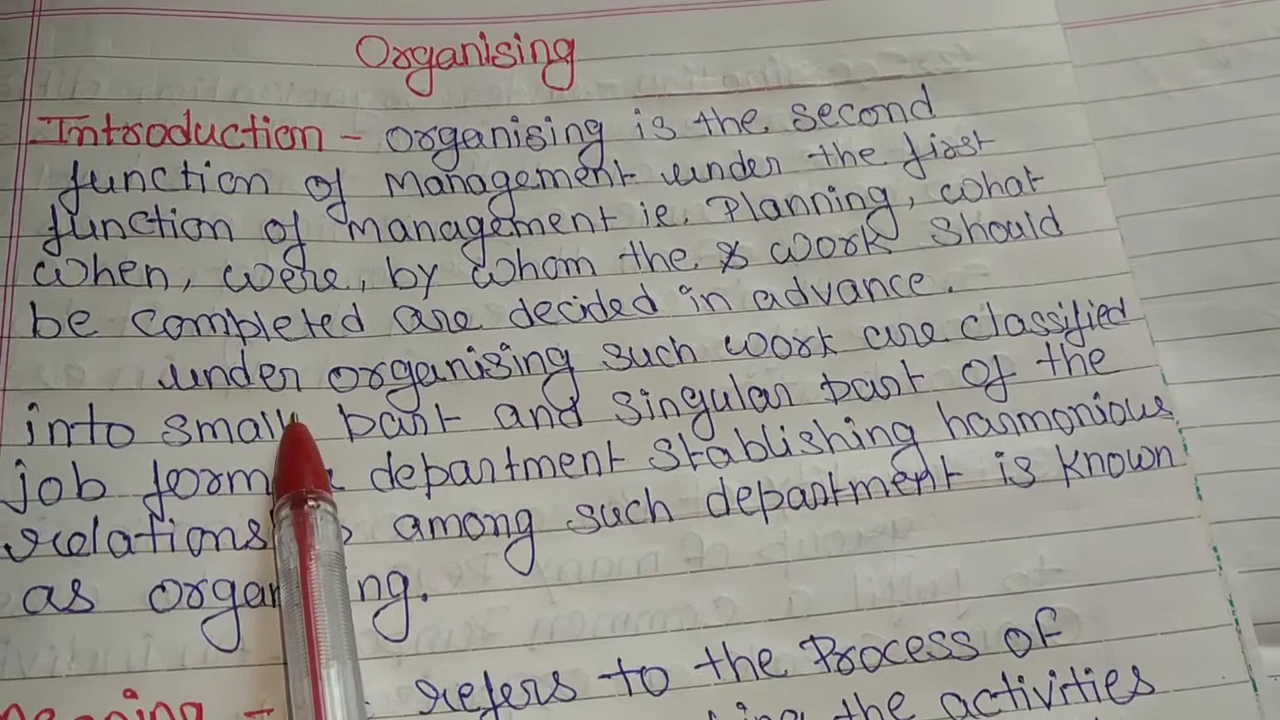 Organising
Introduction - organising is the second
function of management under the first
function of management ie. Planning, what
when, were, by whom the work should
be completed are decided in advance.
under organising such work are classified
into small part and singular part of the
job form department stablishing harmonious
relations among such department is known
as organ ng.
- refers to the Process of
the activities